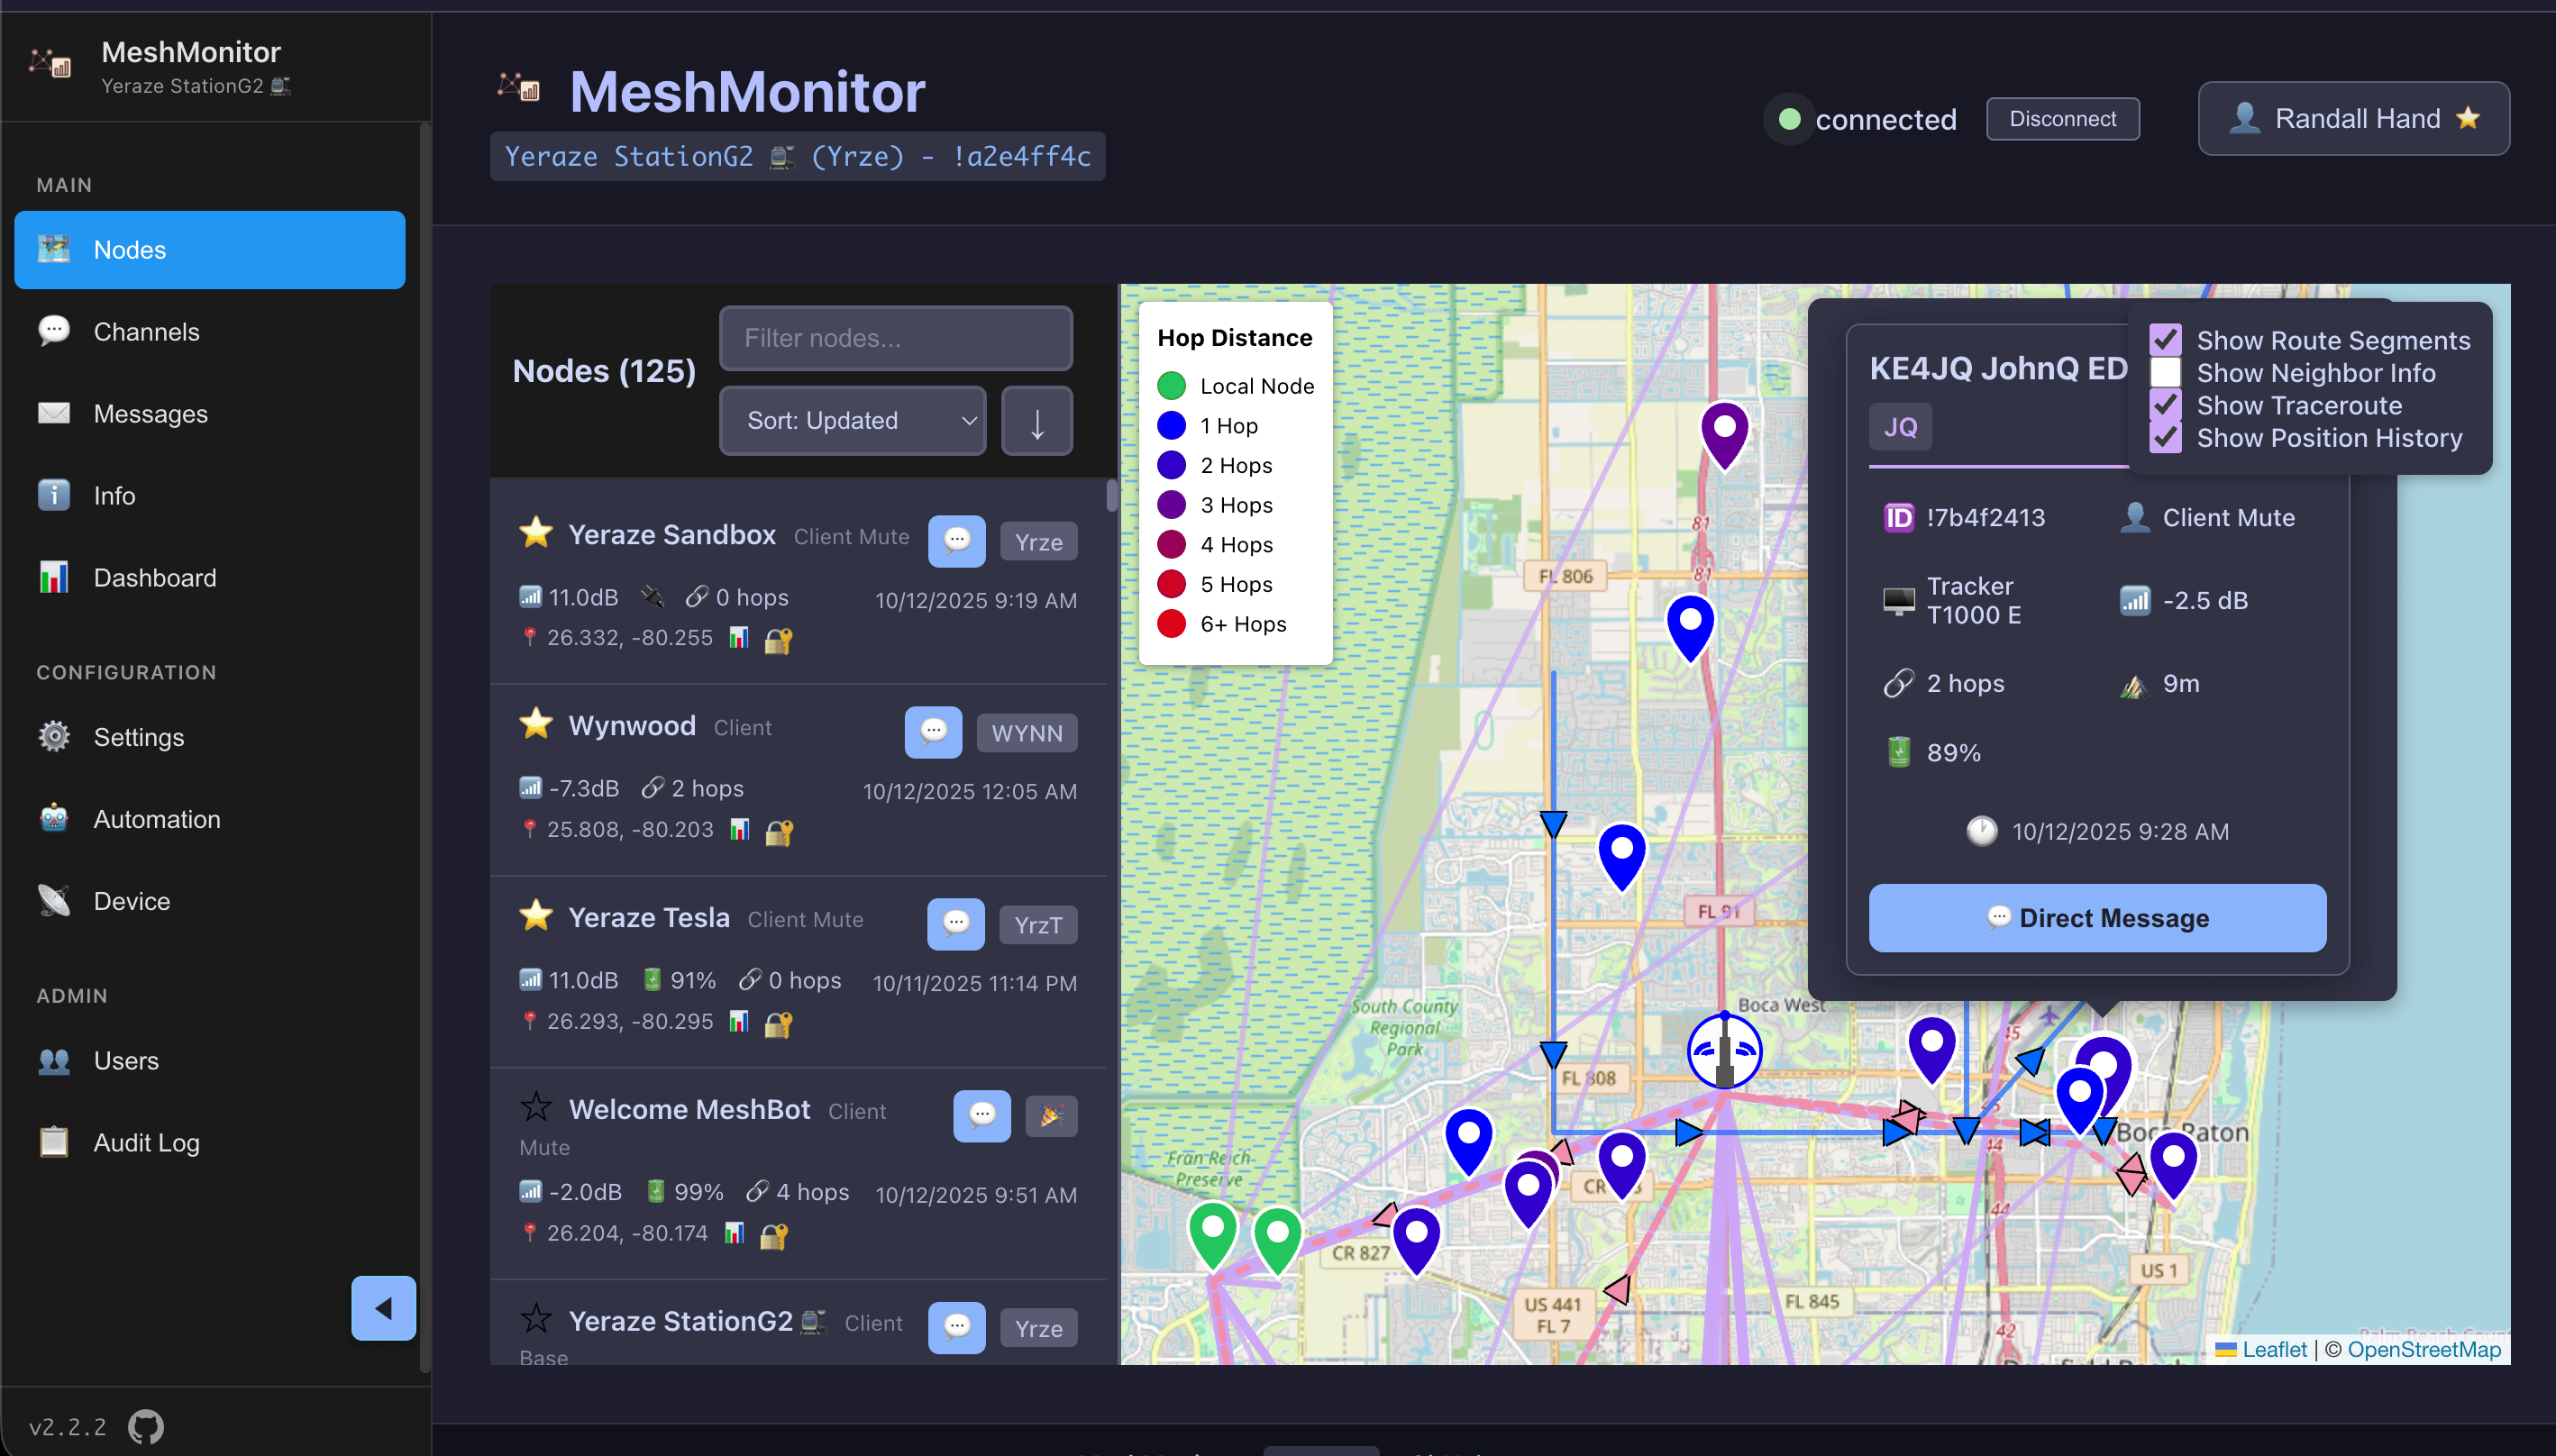 MeshMonitor
Yeraze StationG2
MAIN
Nodes
Channels
Messages
Info
Dashboard
CONFIGURATION
Settings
Automation
Device
ADMIN
Users
Audit Log
v2.2.2
MeshMonitor
Yeraze StationG2 (Yrze) - !a2e4ff4c
connected
Disconnect
Randall Hand
Nodes (125)
Filter nodes...
Sort: Updated
↓
Yeraze Sandbox Client Mute
Yrze
11.0dB 0 hops
10/12/2025 9:19 AM
26.332, -80.255
Wynwood Client
WYNN
-7.3dB 2 hops
10/12/2025 12:05 AM
25.808, -80.203
Yeraze Tesla Client Mute
YrzT
11.0dB 91% 0 hops
10/11/2025 11:14 PM
26.293, -80.295
Welcome MeshBot Client
Mute
-2.0dB 99% 4 hops
10/12/2025 9:51 AM
26.204, -80.174
Yeraze StationG2 Client
Base
Yrze
Hop Distance
Local Node
1 Hop
2 Hops
3 Hops
4 Hops
5 Hops
6+ Hops
Show Route Segments
Show Neighbor Info
Show Traceroute
Show Position History
KE4JQ JohnQ ED
JQ
ID !7b4f2413
Client Mute
Tracker
T1000 E
-2.5 dB
2 hops
9m
89%
10/12/2025 9:28 AM
Direct Message
81
FL 806
81
FL 91
Boca West
South County
Regional
Park
45
FL 808
Boca Raton
44
Fran Reich
Preserve
CR
44
CR 827
US 1
US 441
FL 7
FL 845
42
Leaflet | © OpenStreetMap